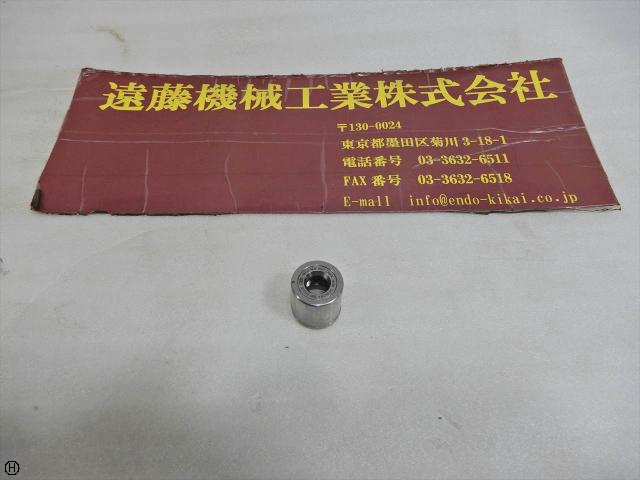 遠藤機械工業株式会社
〒130-0024
東京都墨田区菊川 3-18-1
電話番号 03-3632-6511
FAX 番号 03-3632-6518
E-mail info@endo-kikai.co.jp
H